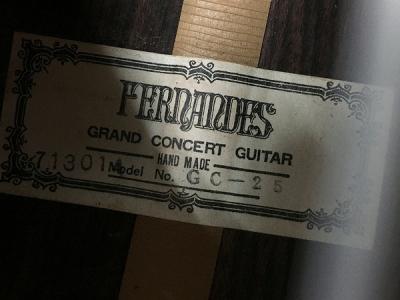 FERNANDES
GRAND CONCERT GUITAR
HAND MADE
71301
Model No. GC-25